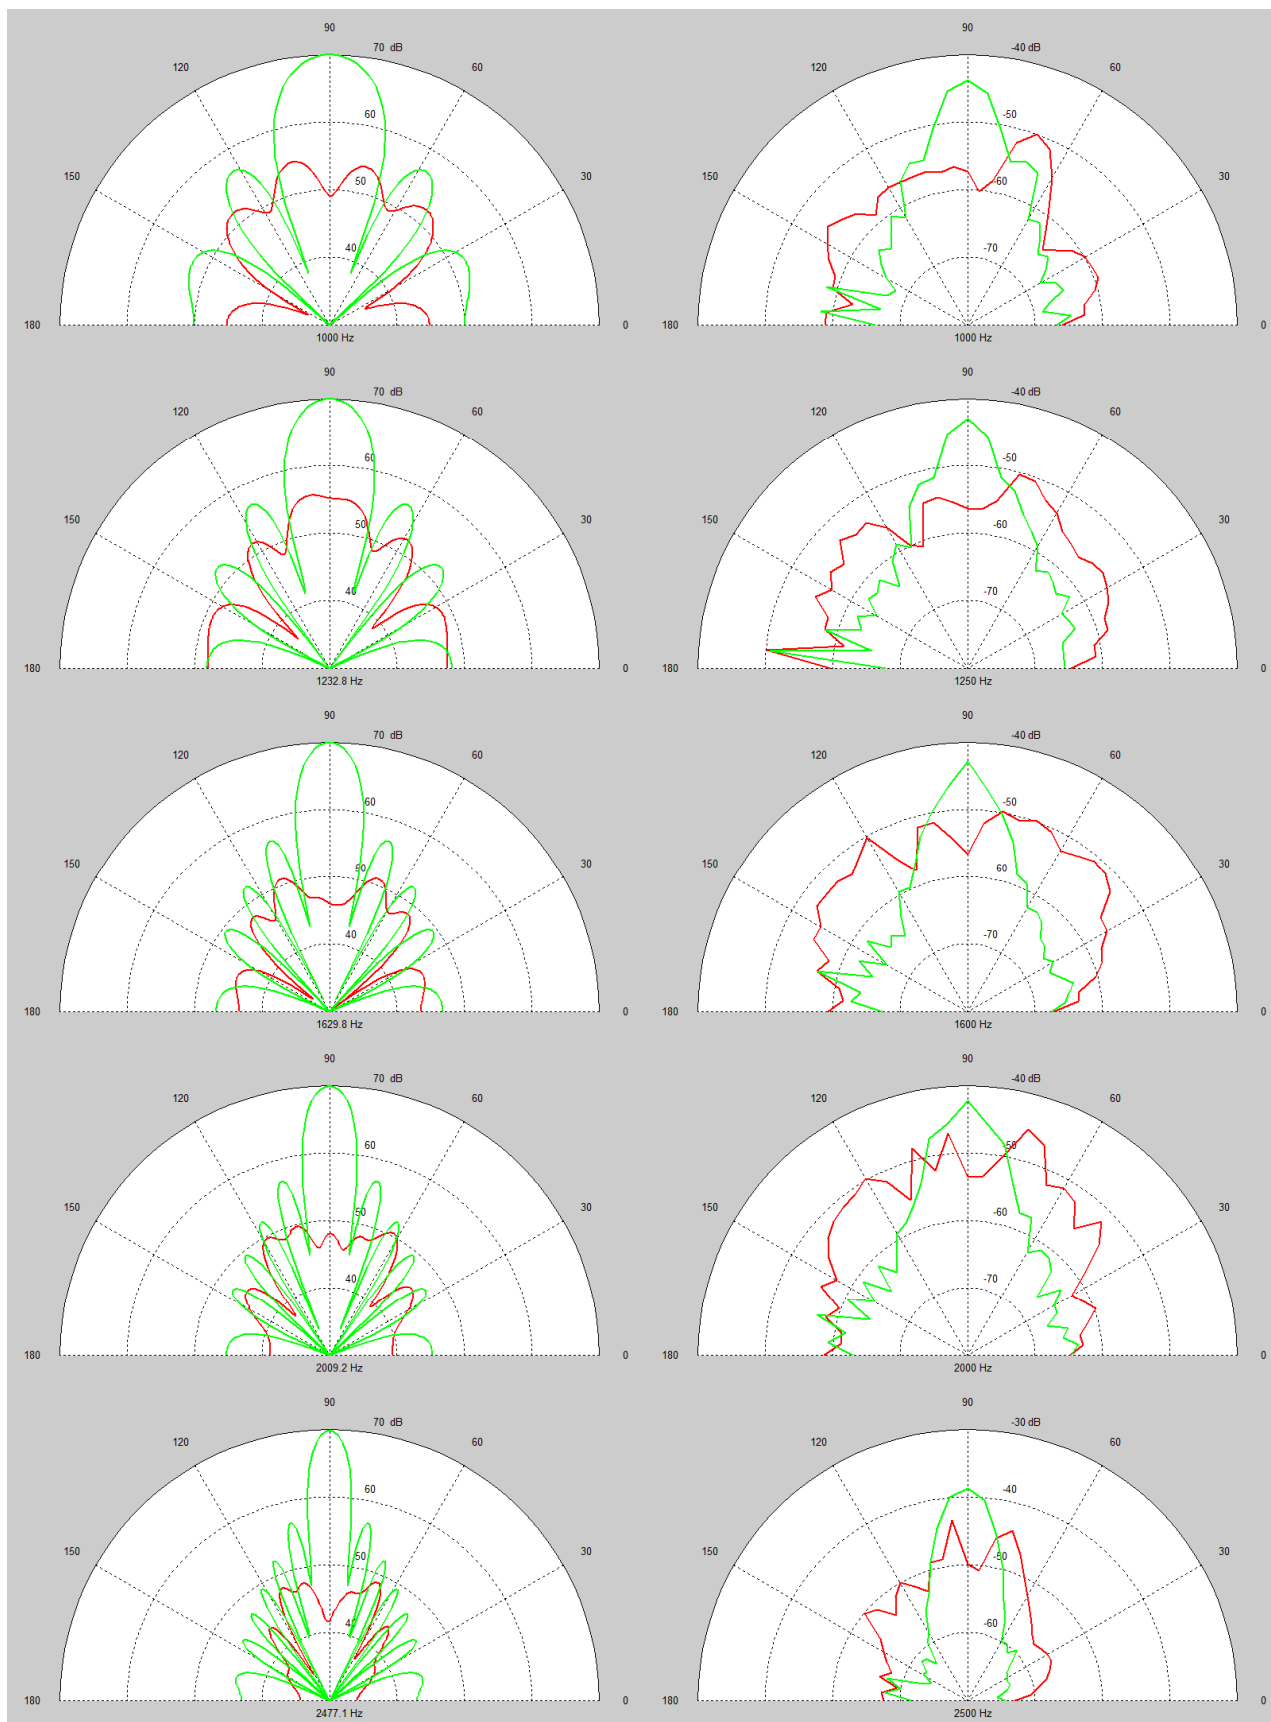 90 90
70 dB -40 dB
120 60 120 60
60 -50
150 50 30 150 -60 30
40 -70
180 0 180 0
1000 Hz 1000 Hz
90 90
70 dB -40 dB
120 60 120 60
60 -50
150 50 30 150 -60 30
40 -70
180 0 180 0
1232.8 Hz 1250 Hz
90 90
70 dB -40 dB
120 60 120 60
60 -50
150 50 30 150 60 30
40 -70
180 0 180 0
1629.8 Hz 1600 Hz
90 90
70 dB -40 dB
120 60 120 60
60 -50
150 50 30 150 -60 30
40 -70
180 0 180 0
2009.2 Hz 2000 Hz
90 90
70 dB -30 dB
120 60 120 60
60 -40
150 50 30 150 -50 30
40 -60
180 0 180 0
2477.1 Hz 2500 Hz